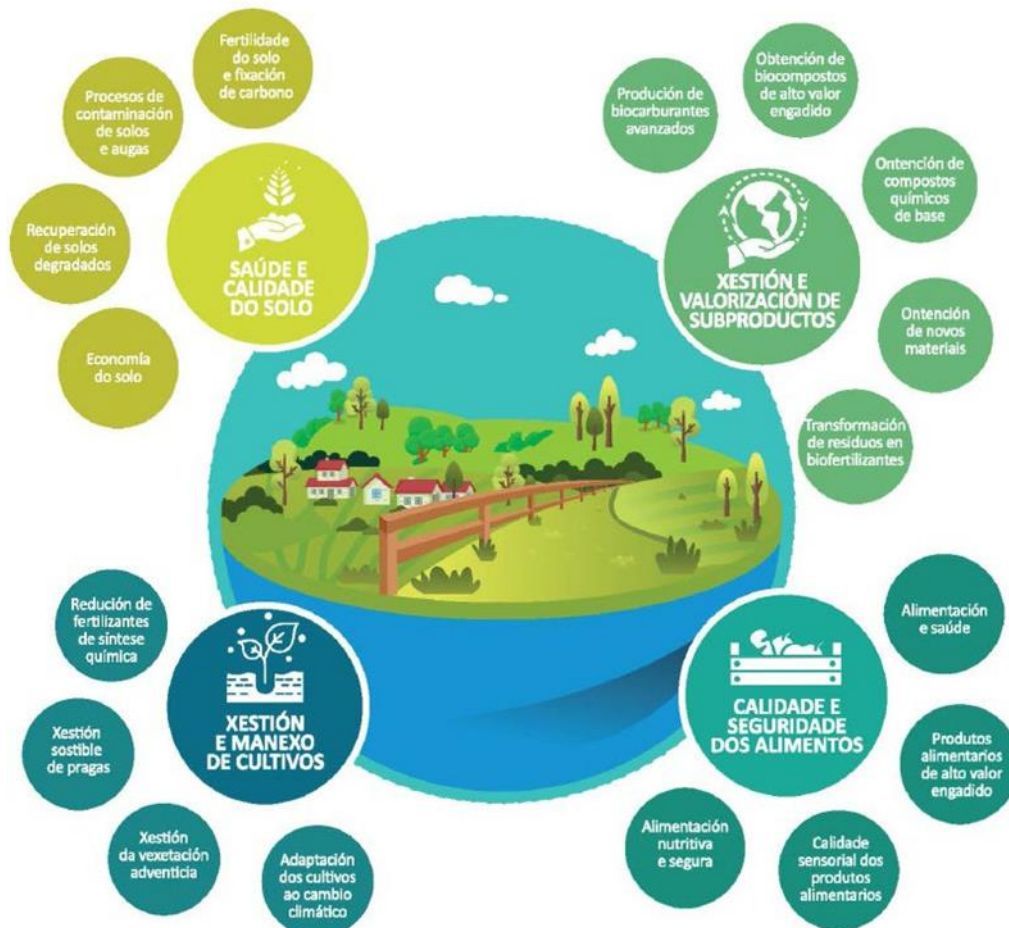 Fertilidade
do solo
e fixación
de carbono
Procesos de
contaminación
de solos
e augas
Recuperación
de solos
degradados
Economía
do solo
SAÚDE E
CALIDADE
DO SOLO
Produción de
biocarburantes
avanzados
Obtención de
biocompostos
de alto valor
engadido
Ontención de
compostos
químicos
de base
Ontención
de novos
materiais
Transformación
de residuos en
biofertilizantes
XESTIÓN E
VALORIZACIÓN DE
SUBPRODUCTOS
Redución de
fertilizantes
de síntese
química
Xestión
sostible
de pragas
Xestión
da vexetación
adventicia
Adaptación
dos cultivos
ao cambio
climático
XESTIÓN
E MANEXO
DE CULTIVOS
CALIDADE E
SEGURIDADE
DOS ALIMENTOS
Alimentación
e saúde
Produtos
alimentarios
de alto valor
engadido
Calidade
sensorial dos
produtos
alimentarios
Alimentación
nutritiva
e segura